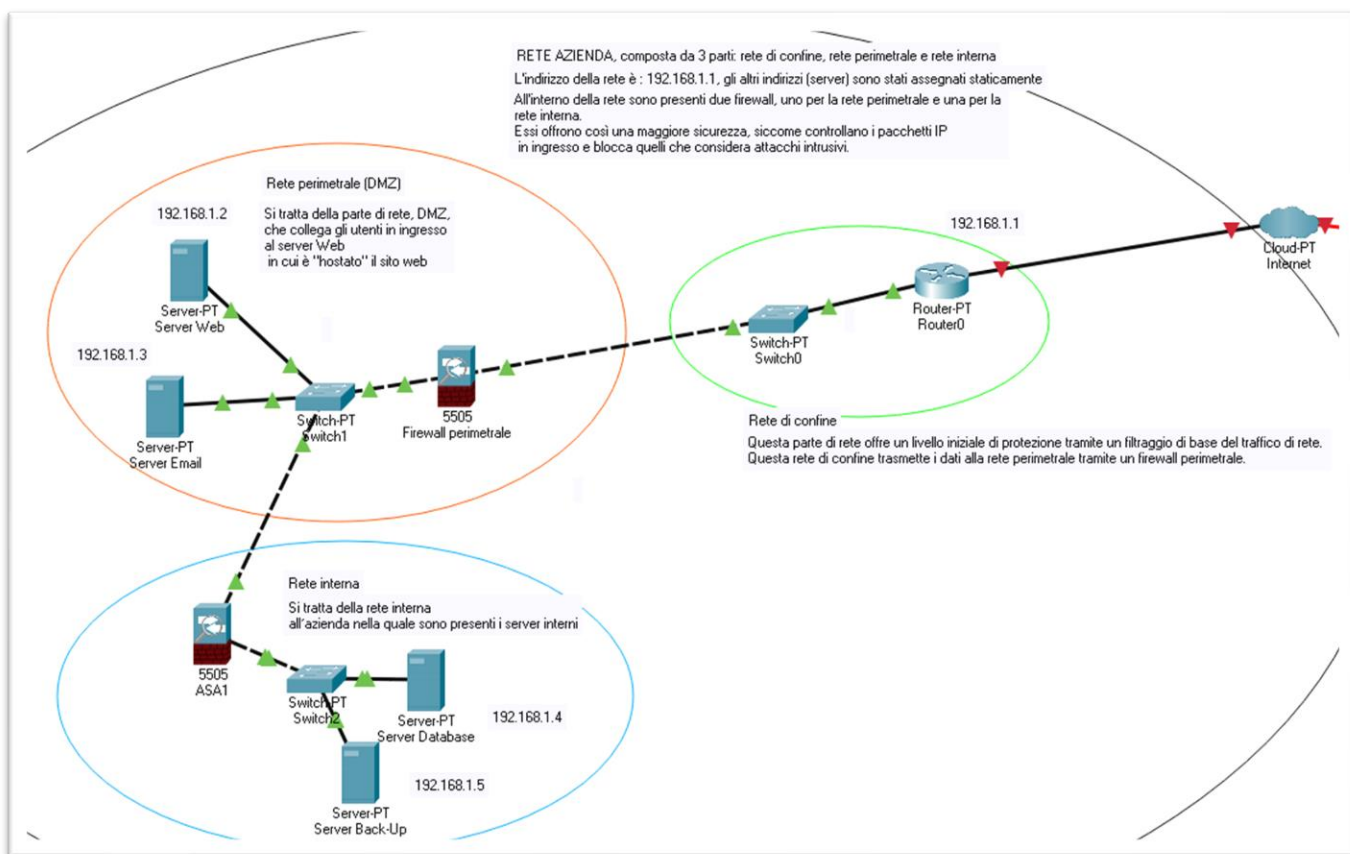 RETE AZIENDA, composta da 3 parti: rete di confine, rete perimetrale e rete interna
L'indirizzo della rete è : 192.168.1.1, gli altri indirizzi (server) sono stati assegnati staticamente
All'interno della rete sono presenti due firewall, uno per la rete perimetrale e una per la
rete interna.
Essi offrono così una maggiore sicurezza, siccome controllano i pacchetti IP
in ingresso e blocca quelli che considera attacchi intrusivi.
Rete perimetrale (DMZ)
Si tratta della parte di rete, DMZ,
che collega gli utenti in ingresso
al server Web
in cui è "hostato" il sito web
192.168.1.2
Server-PT
Server Web
192.168.1.3
Server-PT
Server Email
Switch-PT
Switch1
5505
Firewall perimetrale
192.168.1.1
Cloud-PT
Internet
Router-PT
Router0
Switch-PT
Switch0
Rete di confine
Questa parte di rete offre un livello iniziale di protezione tramite un filtraggio di base del traffico di rete.
Questa rete di confine trasmette i dati alla rete perimetrale tramite un firewall perimetrale.
Rete interna
Si tratta della rete interna
all'azienda nella quale sono presenti i server interni
5505
ASA1
Switch-PT
Switch2
Server-PT
Server Database
192.168.1.4
192.168.1.5
Server-PT
Server Back-Up